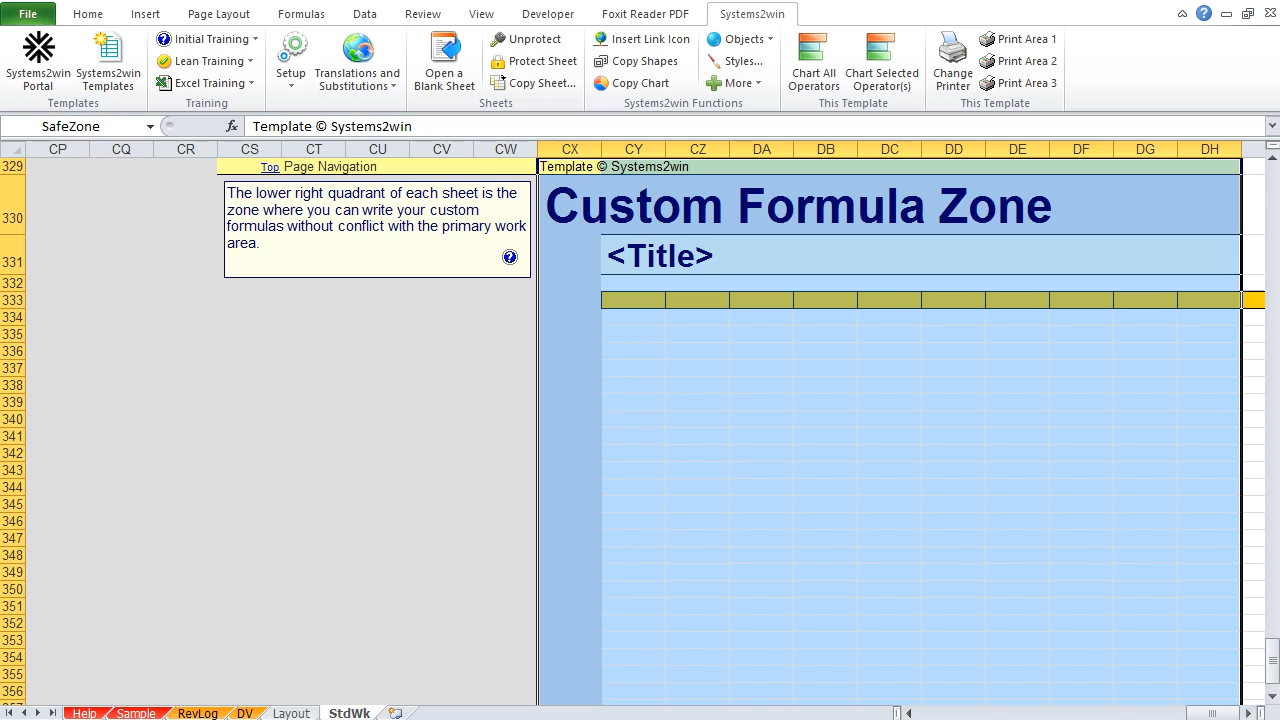 File Home Insert Page Layout Formulas Data Review View Developer Foxit Reader PDF Systems2win
Systems2win Portal
Systems2win Templates
Templates
Initial Training
Lean Training
Excel Training
Training
Setup
Translations and Substitutions
Open a Blank Sheet
Unprotect
Protect Sheet
Copy Sheet...
Sheets
Insert Link Icon
Copy Shapes
Copy Chart
Objects
Styles...
More
Systems2win Functions
Chart All Operators
Chart Selected Operator(s)
This Template
Change Printer
Print Area 1
Print Area 2
Print Area 3
This Template
SafeZone fx Template © Systems2win
CP CQ CR CS CT CU CV CW CX CY CZ DA DB DC DD DE DF DG DH
329 Top Page Navigation Template © Systems2win
The lower right quadrant of each sheet is the
zone where you can write your custom
formulas without conflict with the primary work
area.
330 Custom Formula Zone
331 <Title>
332
333
334
335
336
337
338
339
340
341
342
343
344
345
346
347
348
349
350
351
352
353
354
355
356
Help Sample RevLog DV Layout StdWk